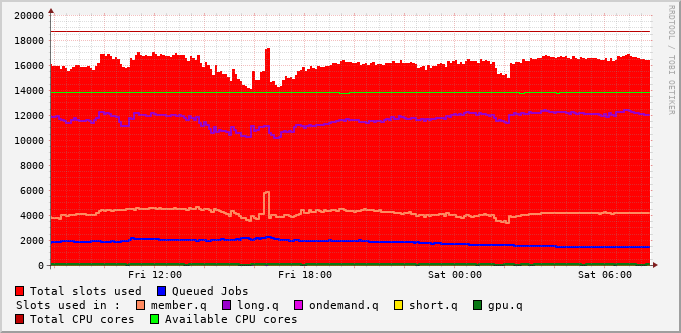 20000
18000
16000
14000
12000
10000
8000
6000
4000
2000
0
Fri 12:00 Fri 18:00 Sat 00:00 Sat 06:00
RRDTOOL / TOBI OETIKER
Total slots used Queued Jobs
Slots used in : member.q long.q ondemand.q short.q gpu.q
Total CPU cores Available CPU cores